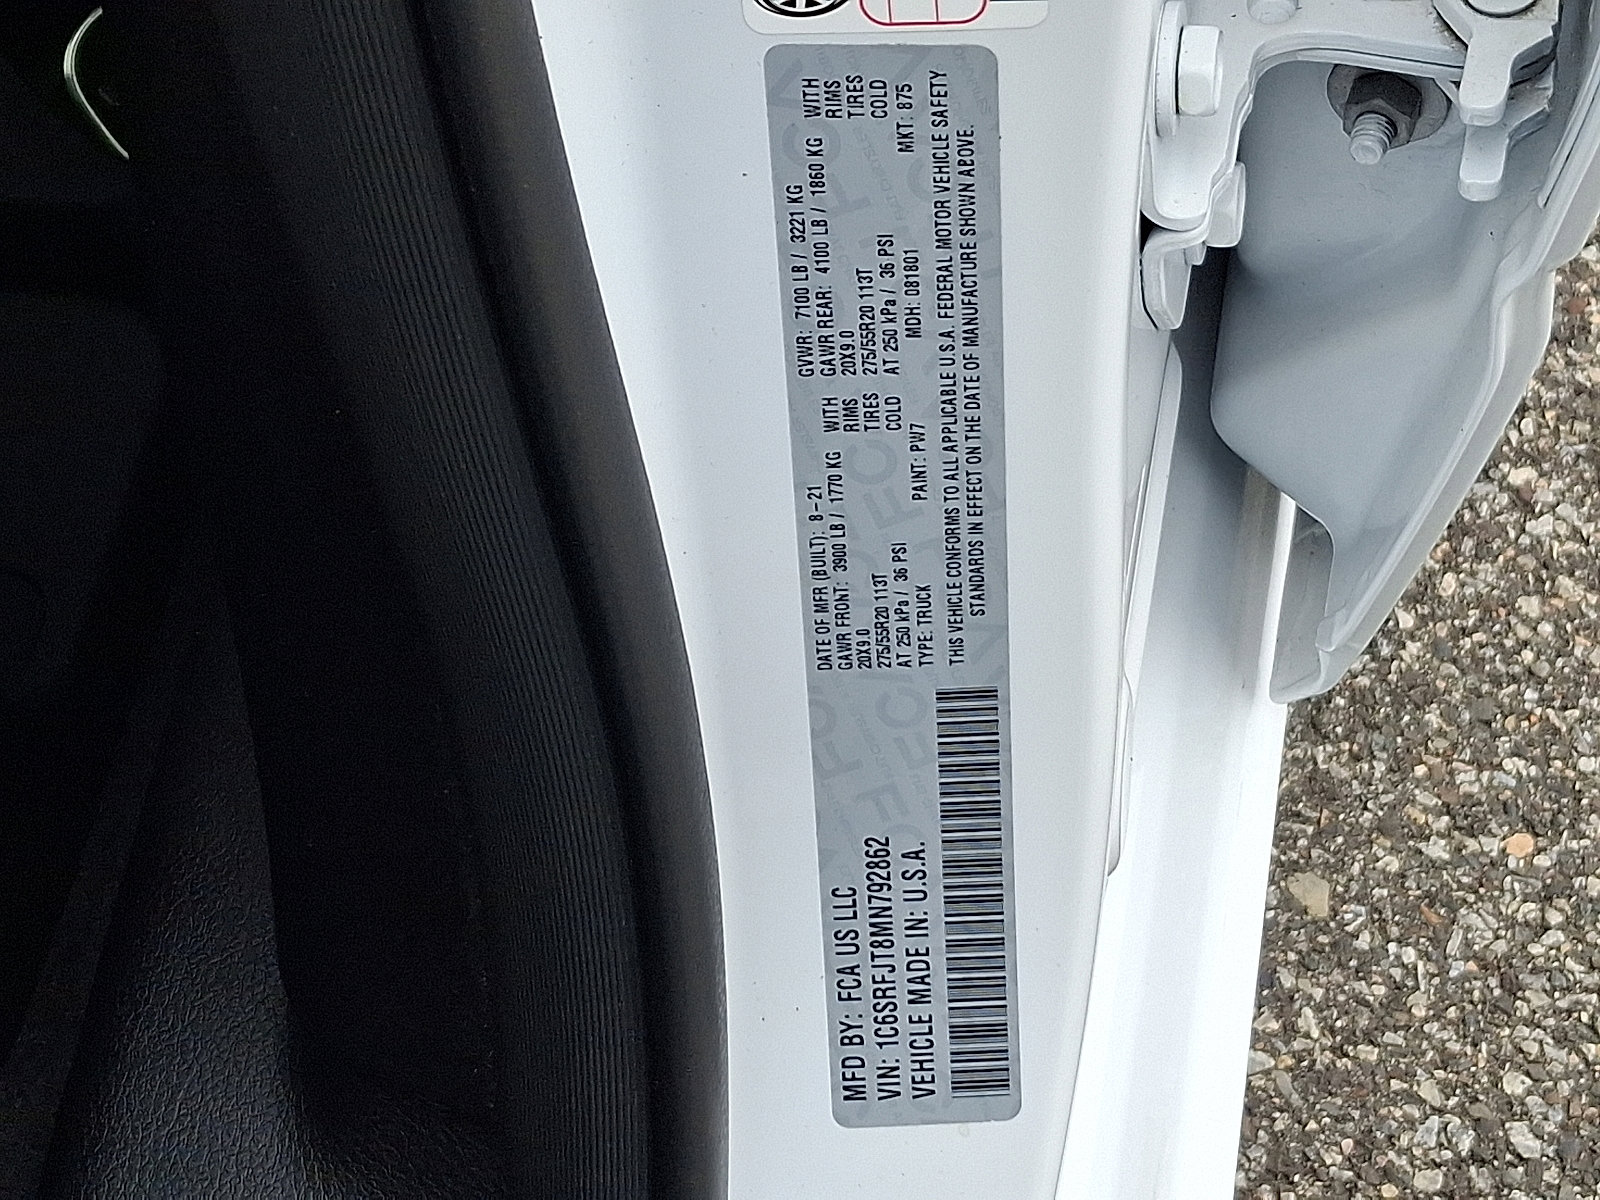 MFD BY: FCA US LLC
VIN: 1C6SRFJT8MN792862
VEHICLE MADE IN: U.S.A.
DATE OF MFR (BUILT): 8-21 GVWR: 7100 LB / 3221 KG
GAWR FRONT: 3900 LB / 1770 KG WITH GAWR REAR: 4100 LB / 1860 KG WITH
20X9.0 RIMS 20X9.0 RIMS
275/55R20 113T TIRES 275/55R20 113T TIRES
AT 250 kPa / 36 PSI COLD AT 250 kPa / 36 PSI COLD
TYPE: TRUCK PAINT: PW7 MDH: 081801 MKT: 875
THIS VEHICLE CONFORMS TO ALL APPLICABLE U.S.A. FEDERAL MOTOR VEHICLE SAFETY
STANDARDS IN EFFECT ON THE DATE OF MANUFACTURE SHOWN ABOVE.